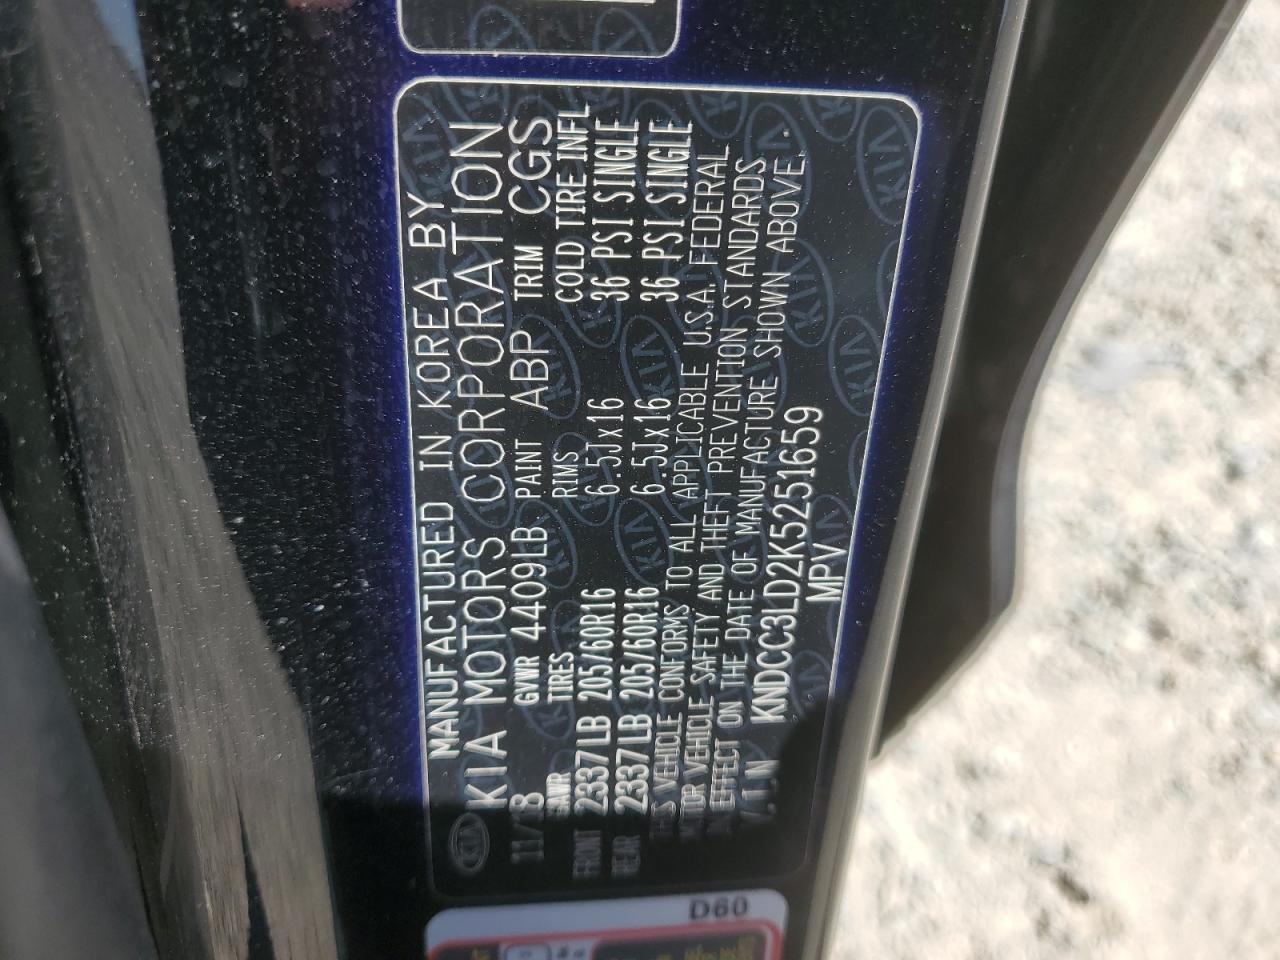 MANUFACTURED IN KOREA BY
KIA KIA MOTORS CORPORATION
11/18 GVWR 4409LB PAINT ABP TRIM CGS
GAWR TIRES RIMS COLD TIRE INFL
FRONT 2337LB 205/60R16 6.5Jx16 36 PSI SINGLE
REAR 2337LB 205/60R16 6.5Jx16 36 PSI SINGLE
THIS VEHICLE CONFORMS TO ALL APPLICABLE U.S.A. FEDERAL
MOTOR VEHICLE SAFETY AND THEFT PREVENTION STANDARDS
IN EFFECT ON THE DATE OF MANUFACTURE SHOWN ABOVE.
V.I.N KNDCC3LD2K5251659
MPV
D60